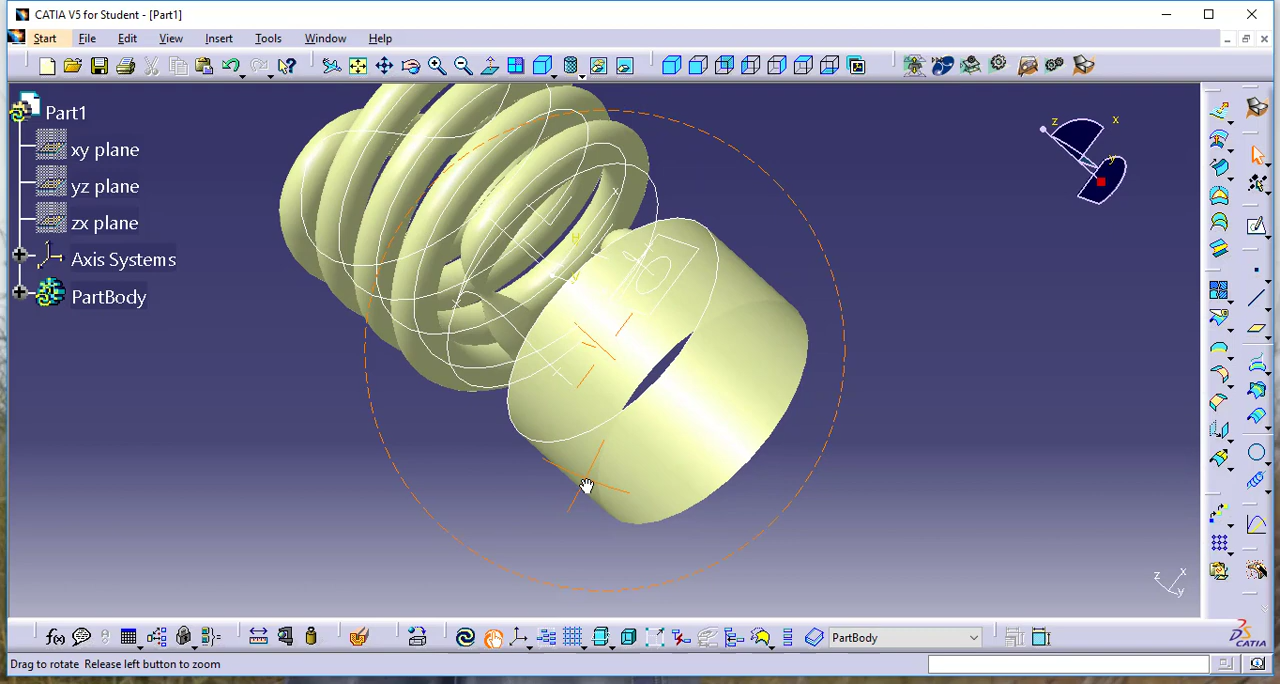 CATIA V5 for Student - [Part1]
Start File Edit View Insert Tools Window Help
Part1
xy plane
yz plane
zx plane
Axis Systems
PartBody
z x
y
x
z
y
f(x)
PartBody
CATIA
Drag to rotate Release left button to zoom